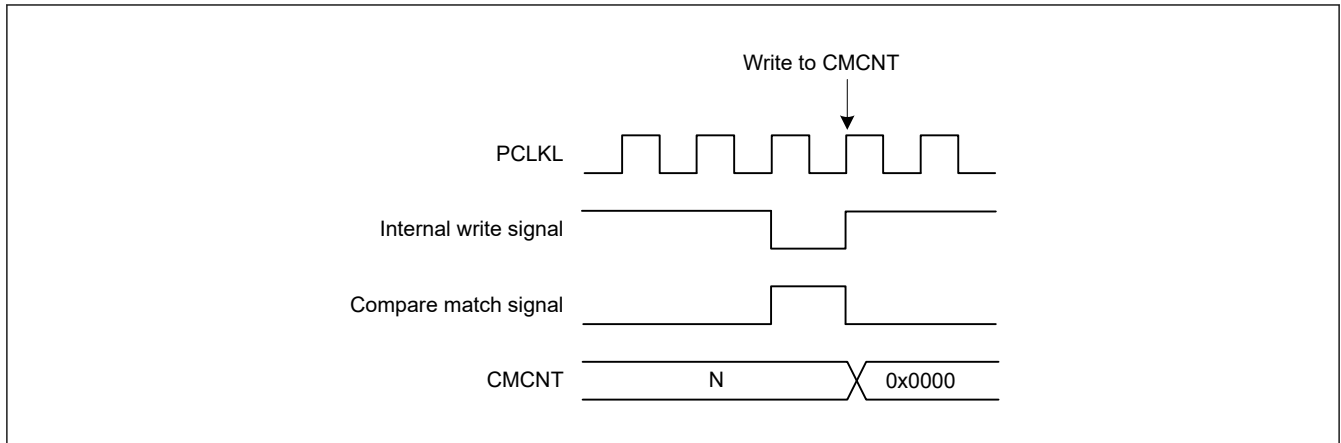 Write to CMCNT
PCLKL
Internal write signal
Compare match signal
CMCNT N 0x0000